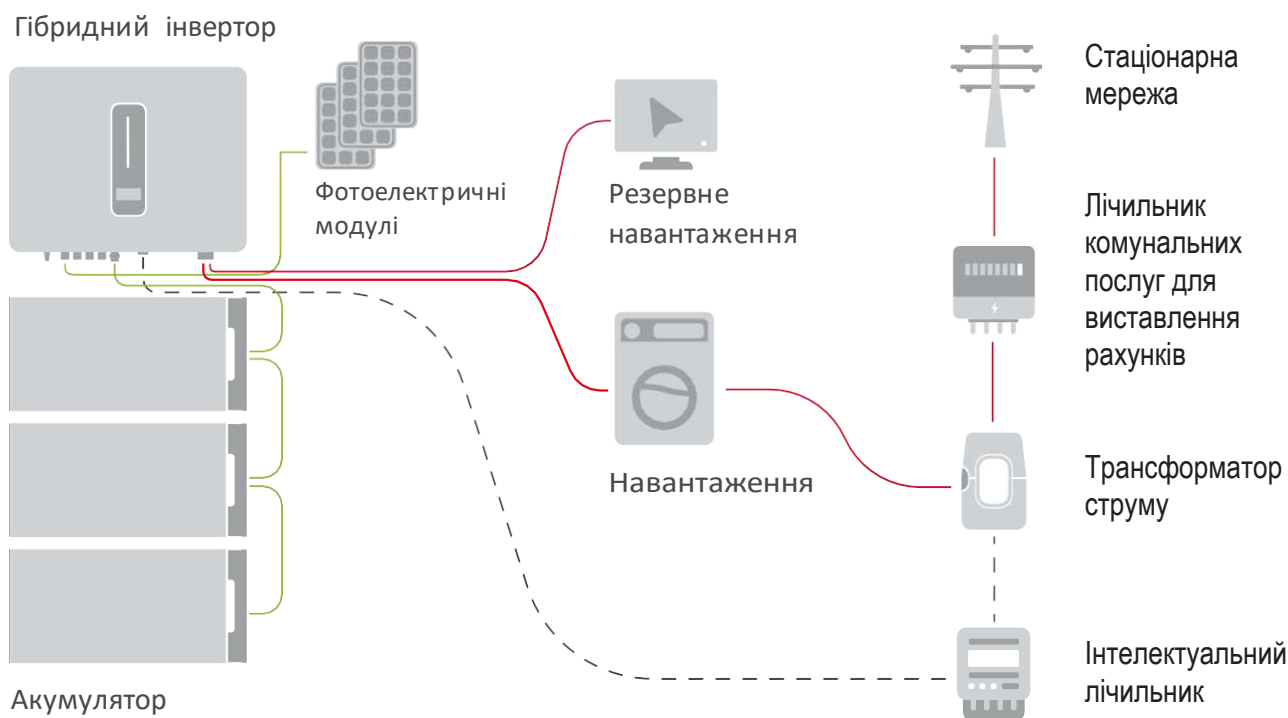 Гібридний інвертор
Фотоелектричні
модулі
Резервне
навантаження
Стаціонарна
мережа
Лічильник
комунальних
послуг для
виставлення
рахунків
Навантаження
Трансформатор
струму
Інтелектуальний
лічильник
Акумулятор